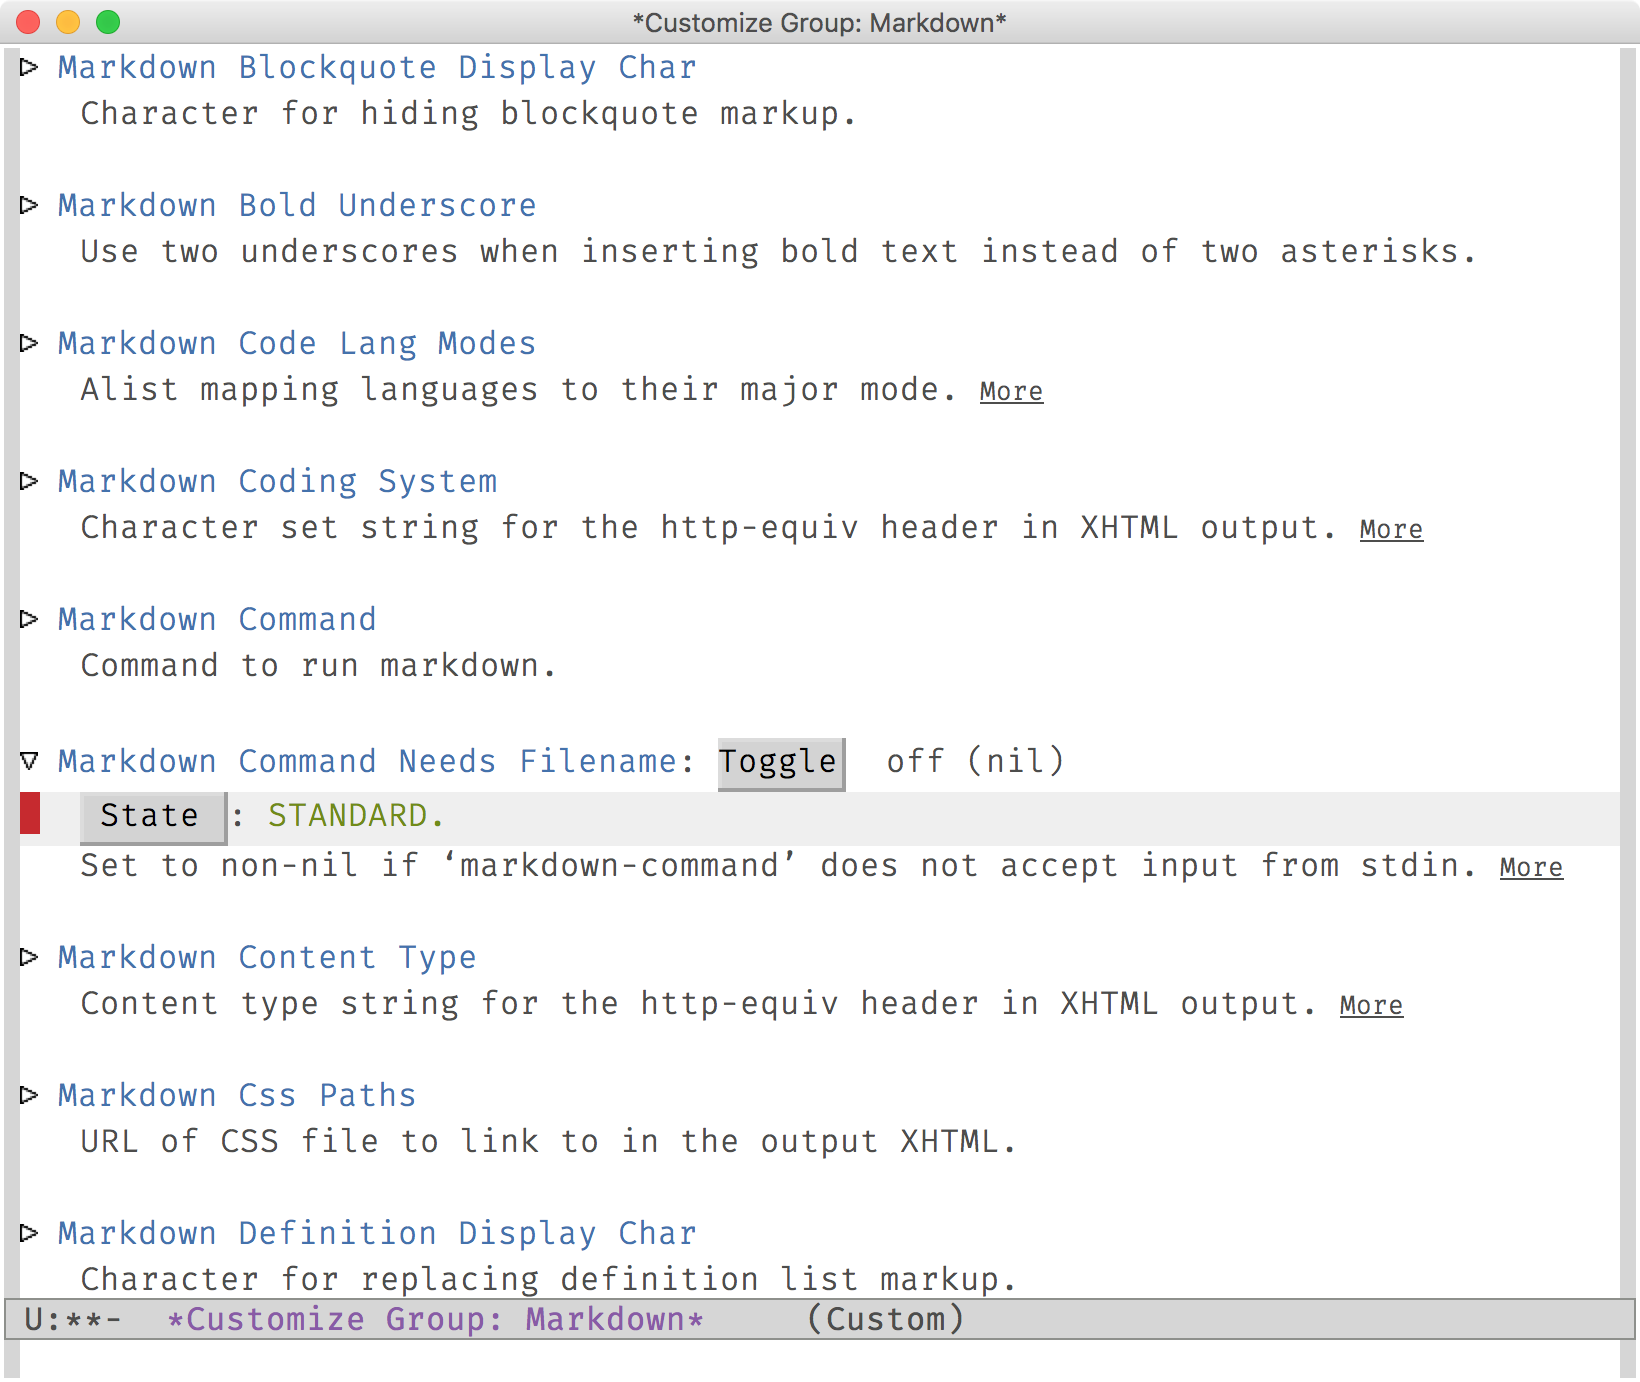 *Customize Group: Markdown*
▷ Markdown Blockquote Display Char
Character for hiding blockquote markup.
▷ Markdown Bold Underscore
Use two underscores when inserting bold text instead of two asterisks.
▷ Markdown Code Lang Modes
Alist mapping languages to their major mode. More
▷ Markdown Coding System
Character set string for the http-equiv header in XHTML output. More
▷ Markdown Command
Command to run markdown.
▽ Markdown Command Needs Filename: Toggle off (nil)
State : STANDARD.
Set to non-nil if ‘markdown-command’ does not accept input from stdin. More
▷ Markdown Content Type
Content type string for the http-equiv header in XHTML output. More
▷ Markdown Css Paths
URL of CSS file to link to in the output XHTML.
▷ Markdown Definition Display Char
Character for replacing definition list markup.
U:**- *Customize Group: Markdown* (Custom)